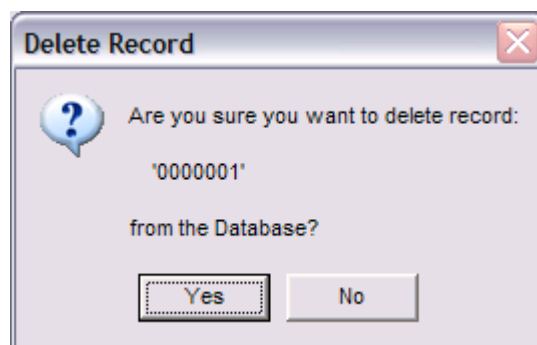 Delete Record
Are you sure you want to delete record:
'0000001'
from the Database?
Yes No